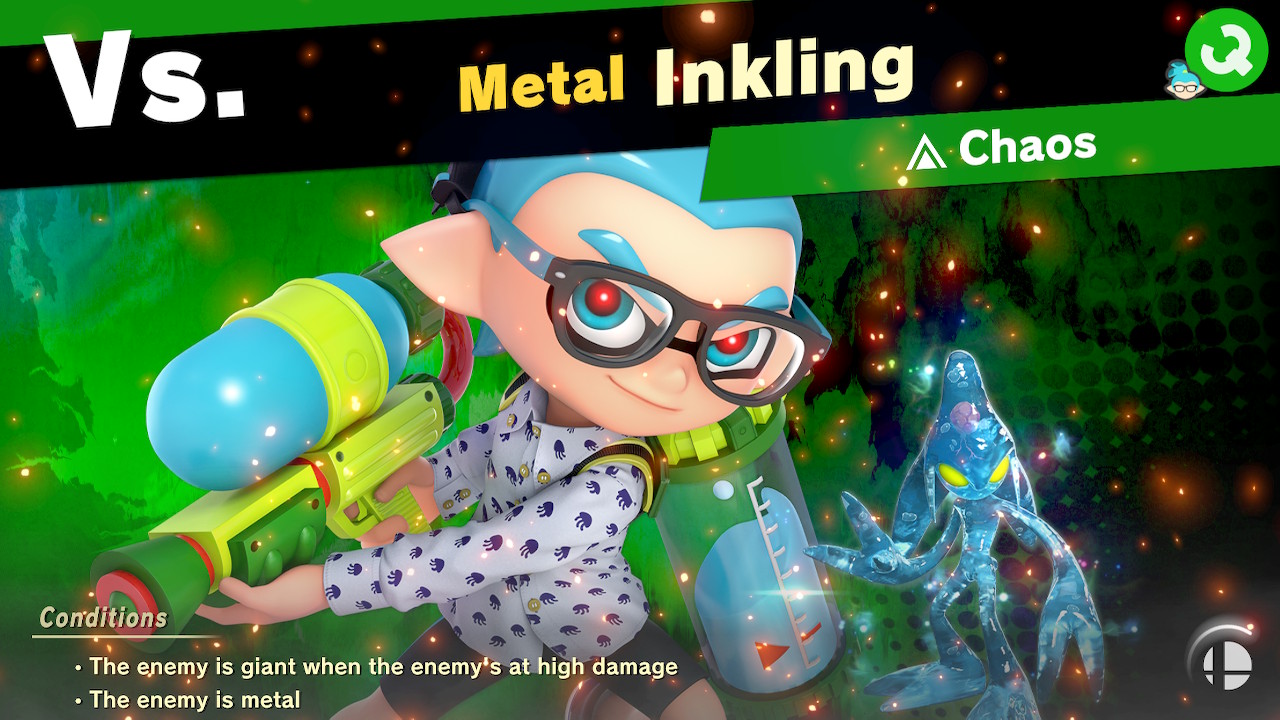 Vs.
Metal Inkling
Chaos
Conditions
• The enemy is giant when the enemy's at high damage
• The enemy is metal